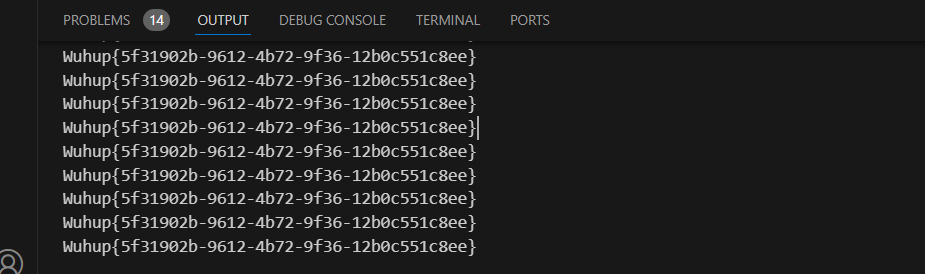 PROBLEMS 14 OUTPUT DEBUG CONSOLE TERMINAL PORTS
Wuhup{5f31902b-9612-4b72-9f36-12b0c551c8ee}
Wuhup{5f31902b-9612-4b72-9f36-12b0c551c8ee}
Wuhup{5f31902b-9612-4b72-9f36-12b0c551c8ee}
Wuhup{5f31902b-9612-4b72-9f36-12b0c551c8ee}
Wuhup{5f31902b-9612-4b72-9f36-12b0c551c8ee}
Wuhup{5f31902b-9612-4b72-9f36-12b0c551c8ee}
Wuhup{5f31902b-9612-4b72-9f36-12b0c551c8ee}
Wuhup{5f31902b-9612-4b72-9f36-12b0c551c8ee}
Wuhup{5f31902b-9612-4b72-9f36-12b0c551c8ee}